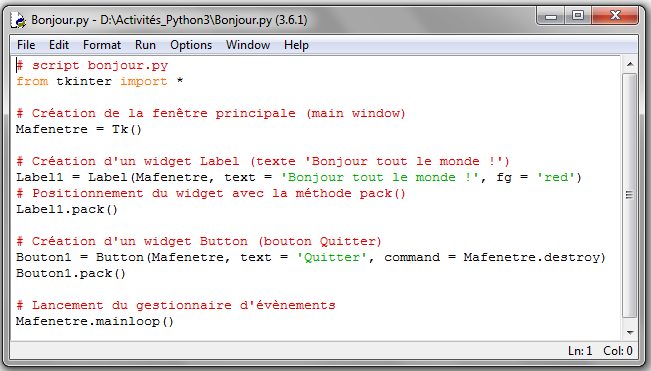 Bonjour.py - D:\Activités_Python3\Bonjour.py (3.6.1)
File Edit Format Run Options Window Help
# script bonjour.py
from tkinter import *

# Création de la fenêtre principale (main window)
Mafenetre = Tk()

# Création d'un widget Label (texte 'Bonjour tout le monde !')
Label1 = Label(Mafenetre, text = 'Bonjour tout le monde !', fg = 'red')
# Positionnement du widget avec la méthode pack()
Label1.pack()

# Création d'un widget Button (bouton Quitter)
Bouton1 = Button(Mafenetre, text = 'Quitter', command = Mafenetre.destroy)
Bouton1.pack()

# Lancement du gestionnaire d'évènements
Mafenetre.mainloop()
Ln: 1 Col: 0